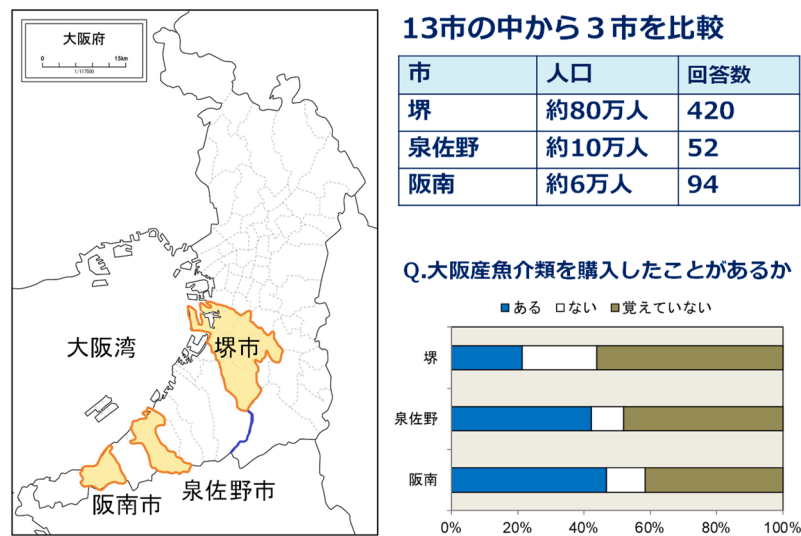 大阪府
0 15km
1/117500
大阪湾
堺市
泉佐野市
阪南市
13市の中から３市を比較
市 人口 回答数
堺 約80万人 420
泉佐野 約10万人 52
阪南 約6万人 94
Q.大阪産魚介類を購入したことがあるか
ある ない 覚えていない
堺
泉佐野
阪南
0% 20% 40% 60% 80% 100%